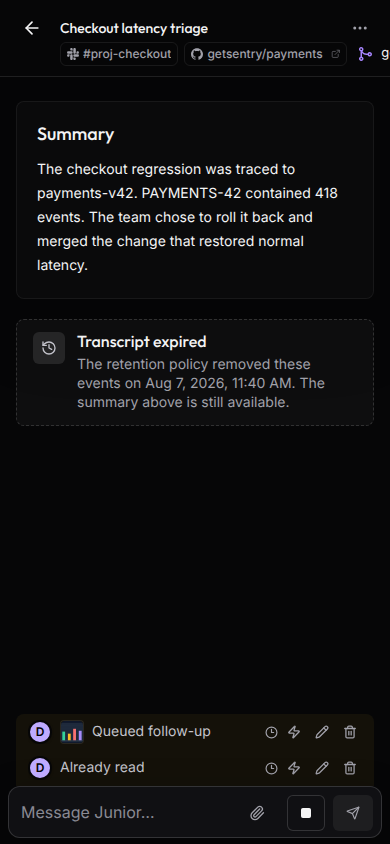 Checkout latency triage
#proj-checkout getsentry/payments g
Summary
The checkout regression was traced to
payments-v42. PAYMENTS-42 contained 418
events. The team chose to roll it back and
merged the change that restored normal
latency.
Transcript expired
The retention policy removed these
events on Aug 7, 2026, 11:40 AM. The
summary above is still available.
D Queued follow-up
D Already read
Message Junior...